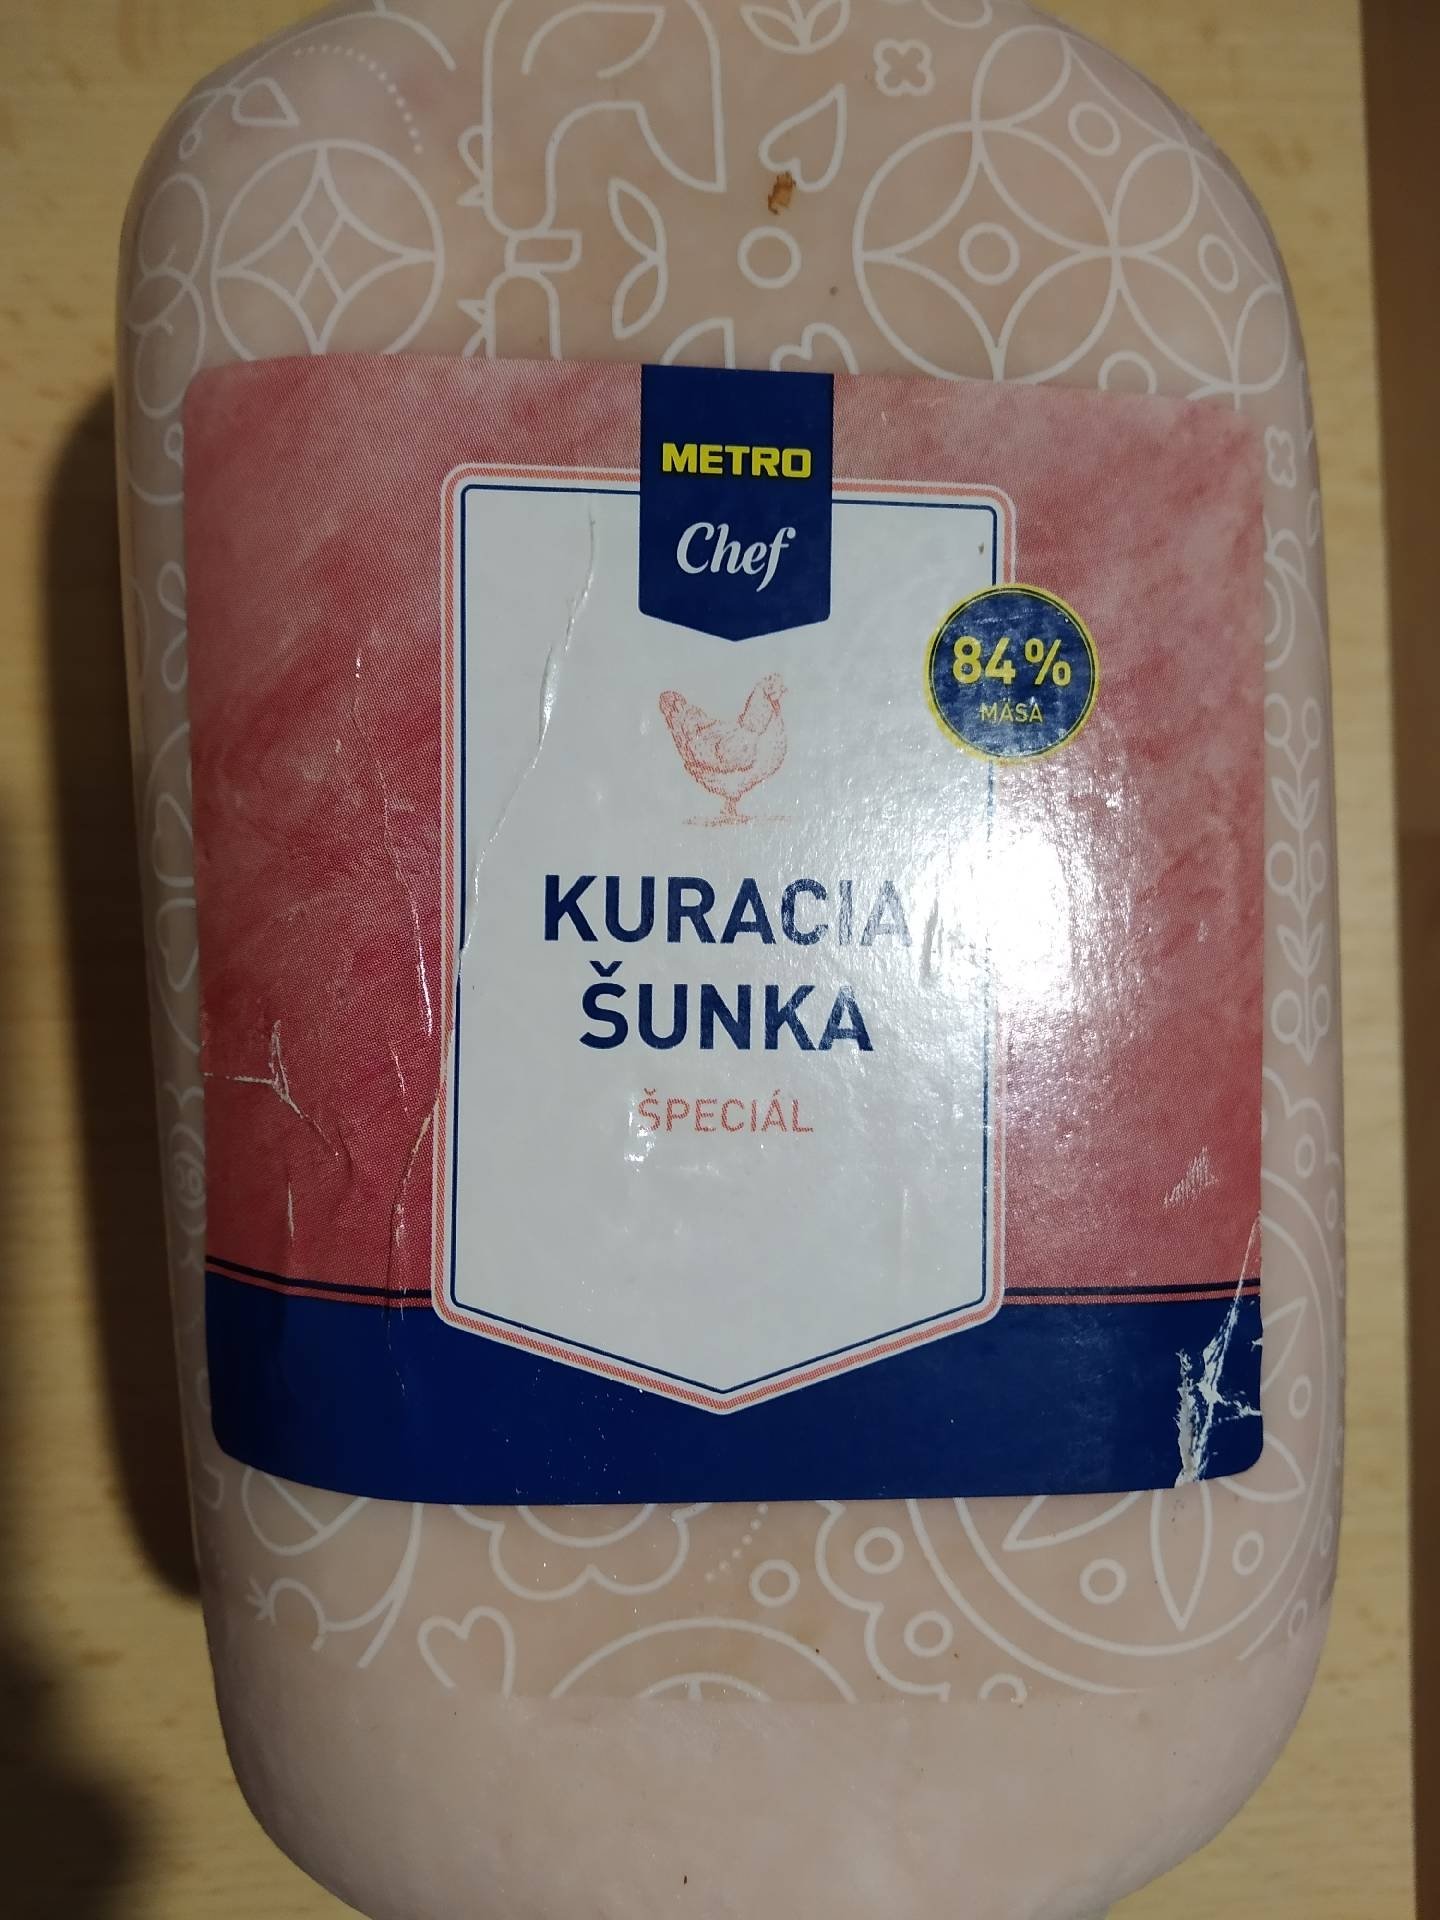 METRO
Chef
84%
MÄSA
KURACIA
ŠUNKA
ŠPECIÁL